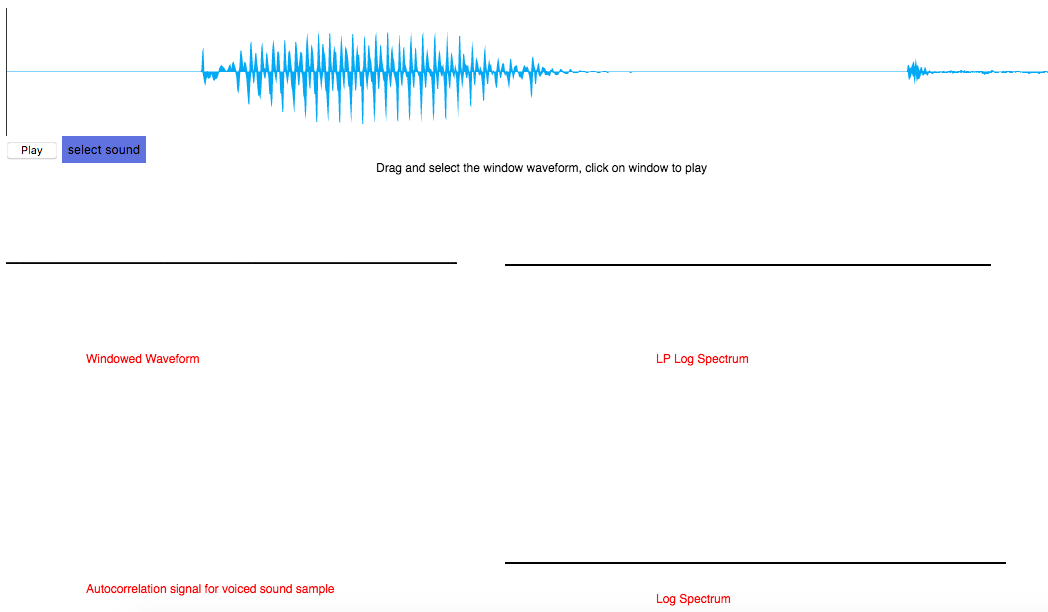 Play
select sound
Drag and select the window waveform, click on window to play
Windowed Waveform
LP Log Spectrum
Autocorrelation signal for voiced sound sample
Log Spectrum